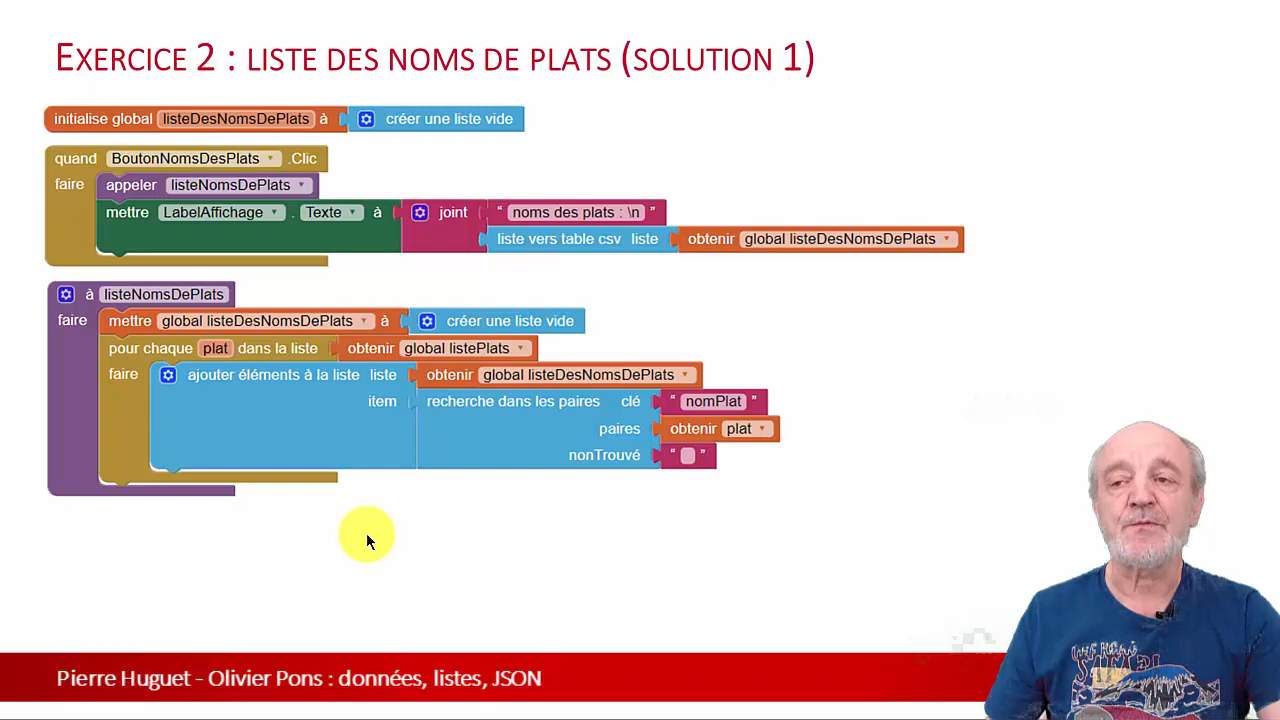 EXERCICE 2 : LISTE DES NOMS DE PLATS (SOLUTION 1)
initialise global listeDesNomsDePlats à créer une liste vide
quand BoutonNomsDesPlats .Clic
faire appeler listeNomsDePlats
mettre LabelAffichage . Texte à joint " noms des plats : \n "
liste vers table csv liste obtenir global listeDesNomsDePlats
à listeNomsDePlats
faire mettre global listeDesNomsDePlats à créer une liste vide
pour chaque plat dans la liste obtenir global listePlats
faire ajouter éléments à la liste liste obtenir global listeDesNomsDePlats
item recherche dans les paires clé " nomPlat "
paires obtenir plat
nonTrouvé " "
Pierre Huguet - Olivier Pons : données, listes, JSON